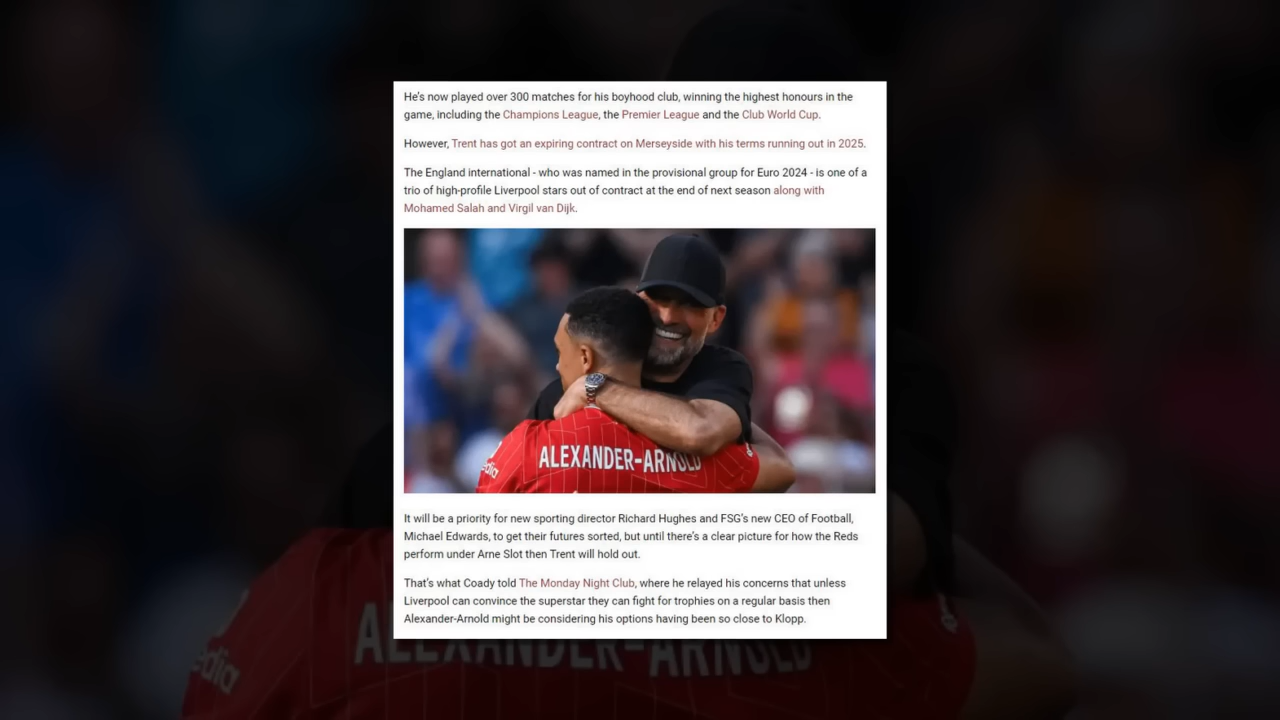 He's now played over 300 matches for his boyhood club, winning the highest honours in the
game, including the Champions League, the Premier League and the Club World Cup.
However, Trent has got an expiring contract on Merseyside with his terms running out in 2025.
The England international - who was named in the provisional group for Euro 2024 - is one of a
trio of high-profile Liverpool stars out of contract at the end of next season along with
Mohamed Salah and Virgil van Dijk.
ALEXANDER-ARNOLD
edia
It will be a priority for new sporting director Richard Hughes and FSG's new CEO of Football,
Michael Edwards, to get their futures sorted, but until there's a clear picture for how the Reds
perform under Arne Slot then Trent will hold out.
That's what Coady told The Monday Night Club, where he relayed his concerns that unless
Liverpool can convince the superstar they can fight for trophies on a regular basis then
Alexander-Arnold might be considering his options having been so close to Klopp.
ALEXANDER-ARNOLD
edia